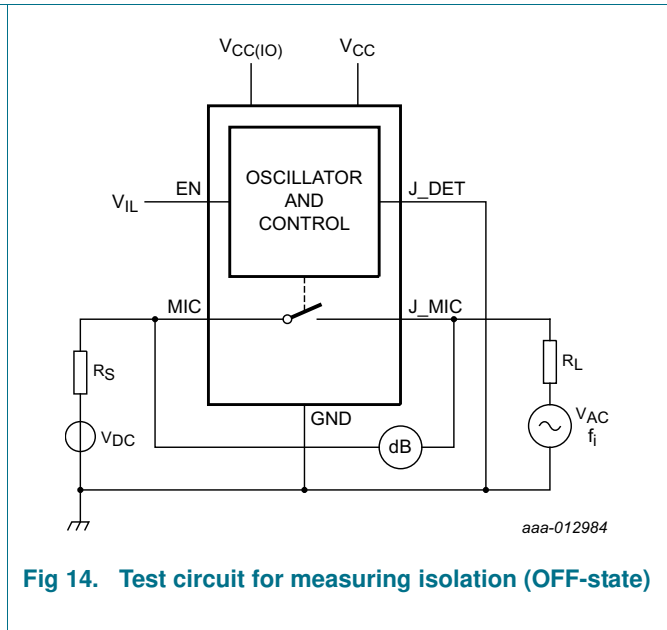 VCC(IO)
VCC
OSCILLATOR
AND
CONTROL
EN
J_DET
VIL
MIC
J_MIC
RS
RL
VDC
GND
dB
VAC
fi
aaa-012984
Fig 14. Test circuit for measuring isolation (OFF-state)